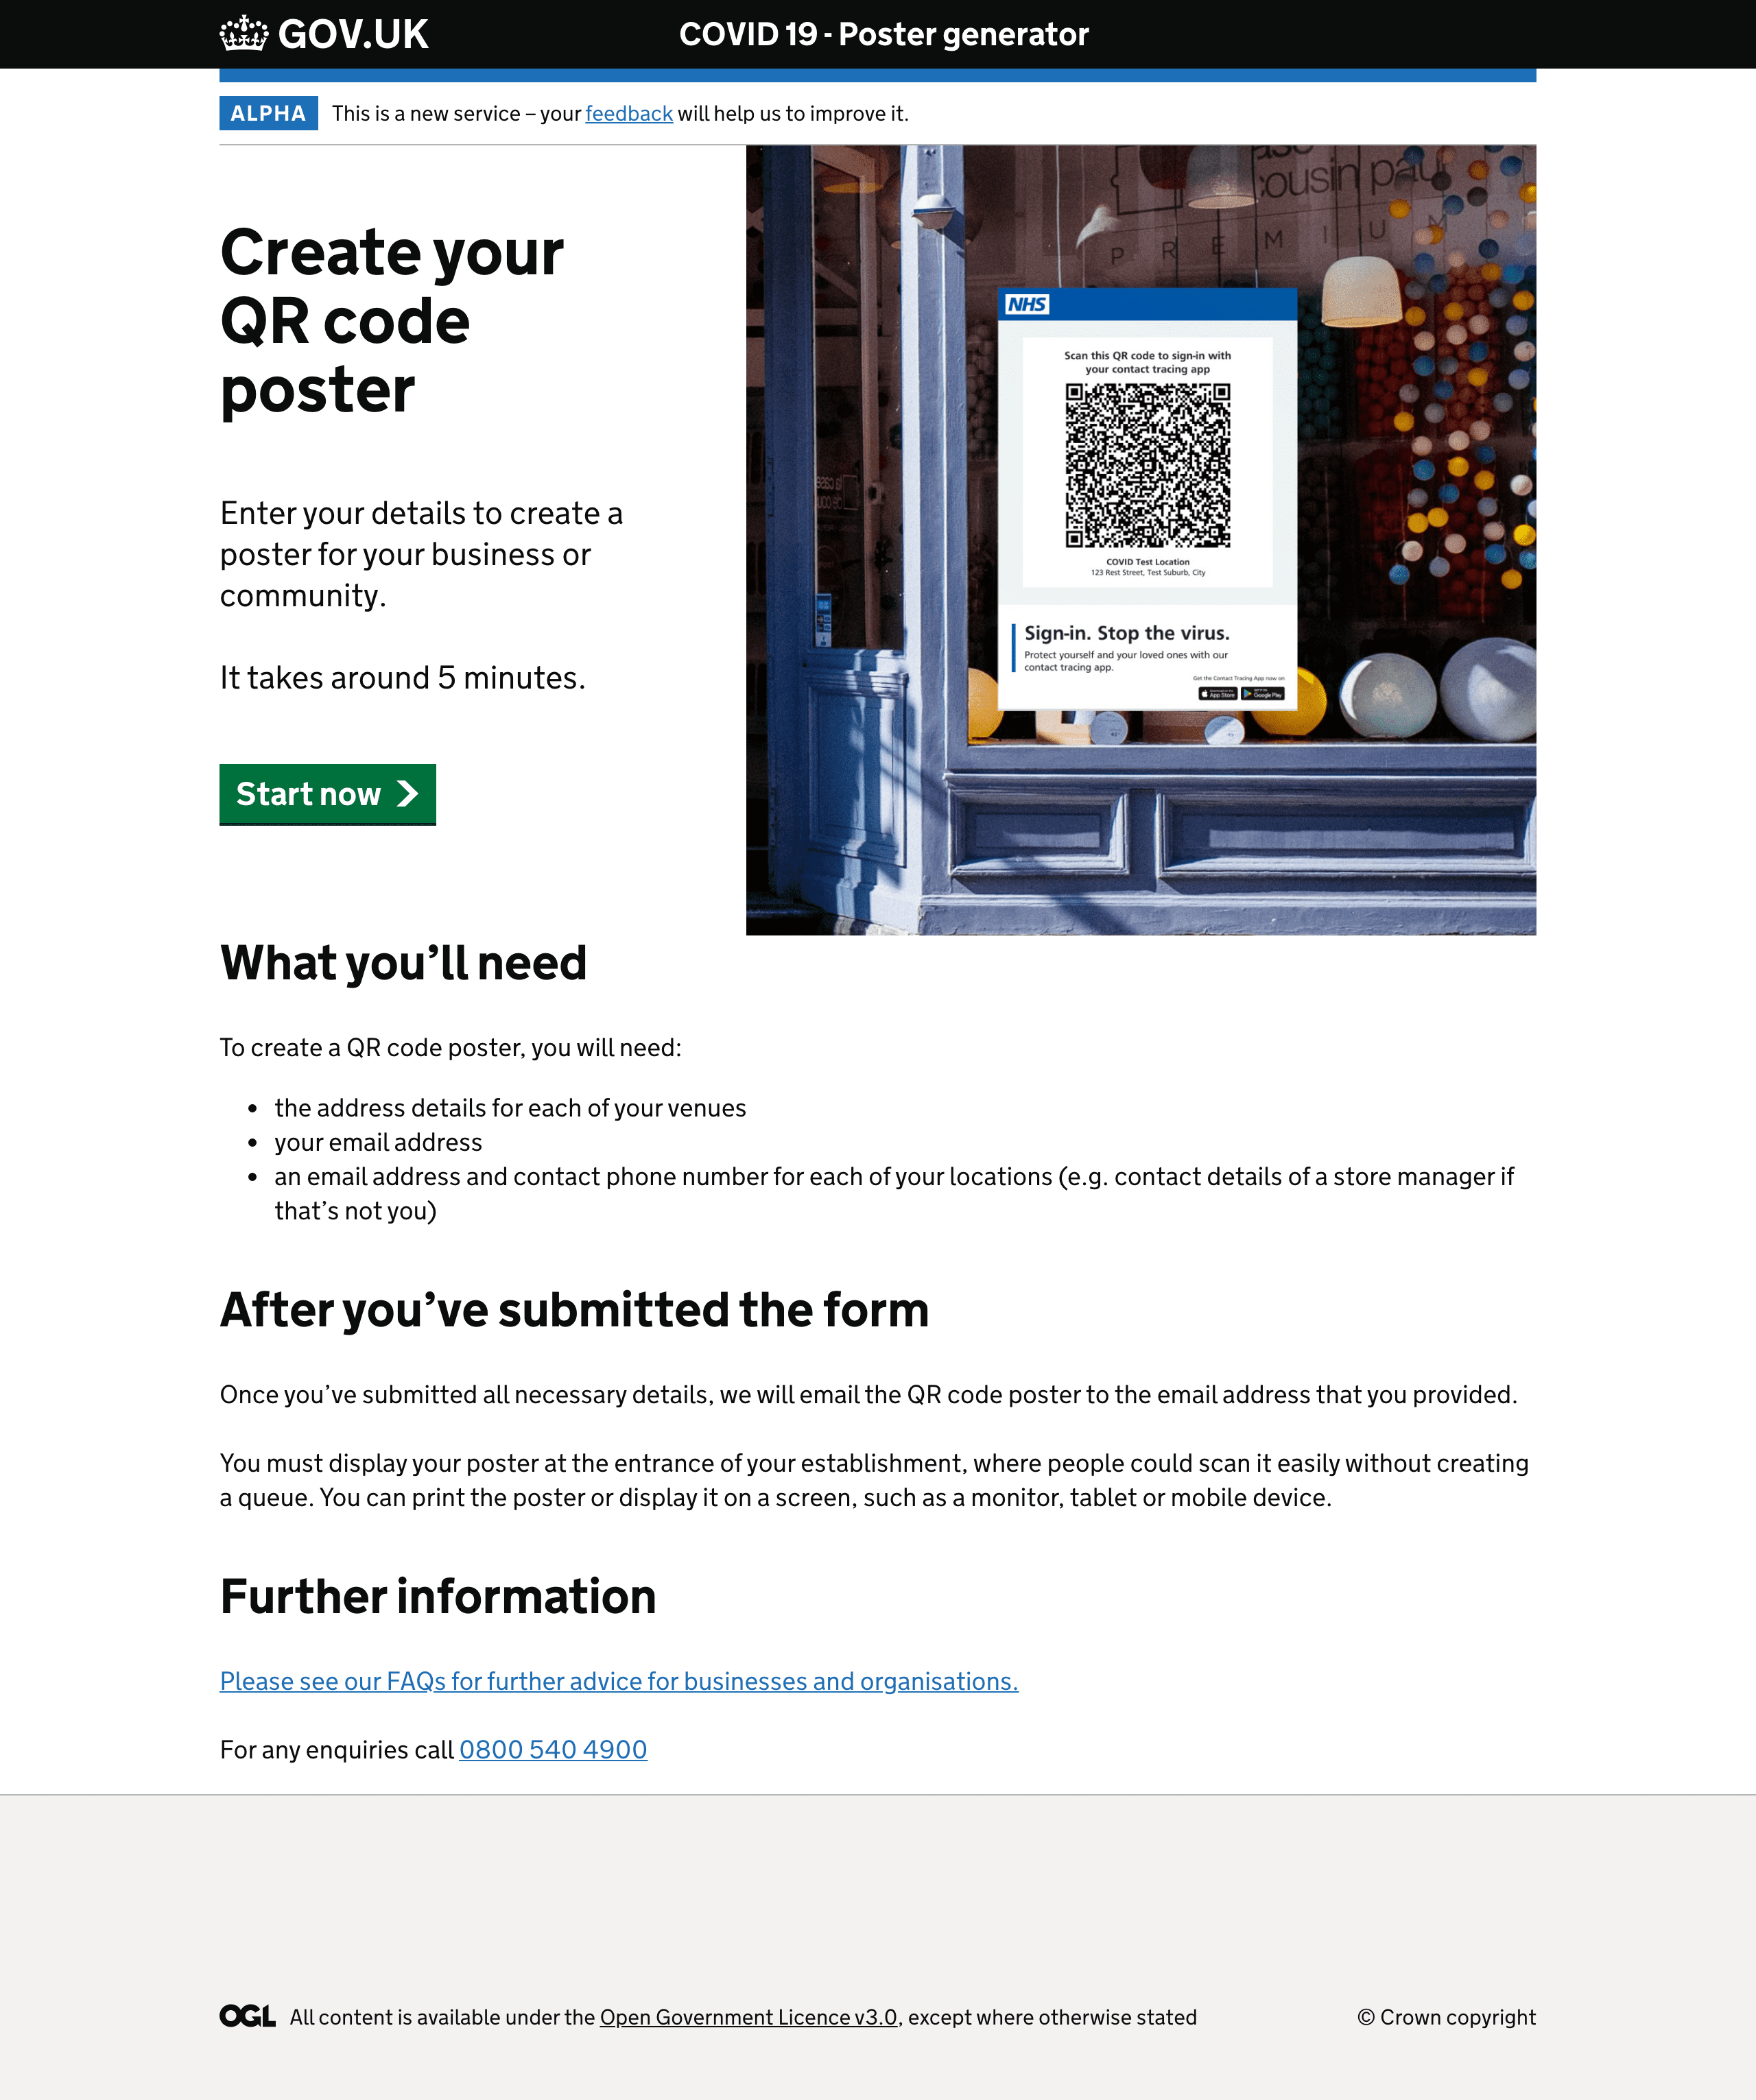 GOV.UK
COVID 19 - Poster generator
ALPHA
This is a new service – your feedback will help us to improve it.
Create your
QR code
poster
Enter your details to create a
poster for your business or
community.
It takes around 5 minutes.
Start now
cousin pau
P R E M I U M
NHS
Scan this QR code to sign-in with
your contact tracing app
COVID Test Location
123 Rest Street, Test Suburb, City
Sign-in. Stop the virus.
Protect yourself and your loved ones with our
contact tracing app.
Get the Contact Tracing App now on
App Store
Google Play
What you’ll need
To create a QR code poster, you will need:
• the address details for each of your venues
• your email address
• an email address and contact phone number for each of your locations (e.g. contact details of a store manager if
that’s not you)
After you’ve submitted the form
Once you’ve submitted all necessary details, we will email the QR code poster to the email address that you provided.
You must display your poster at the entrance of your establishment, where people could scan it easily without creating
a queue. You can print the poster or display it on a screen, such as a monitor, tablet or mobile device.
Further information
Please see our FAQs for further advice for businesses and organisations.
For any enquiries call 0800 540 4900
OGL All content is available under the Open Government Licence v3.0, except where otherwise stated
© Crown copyright